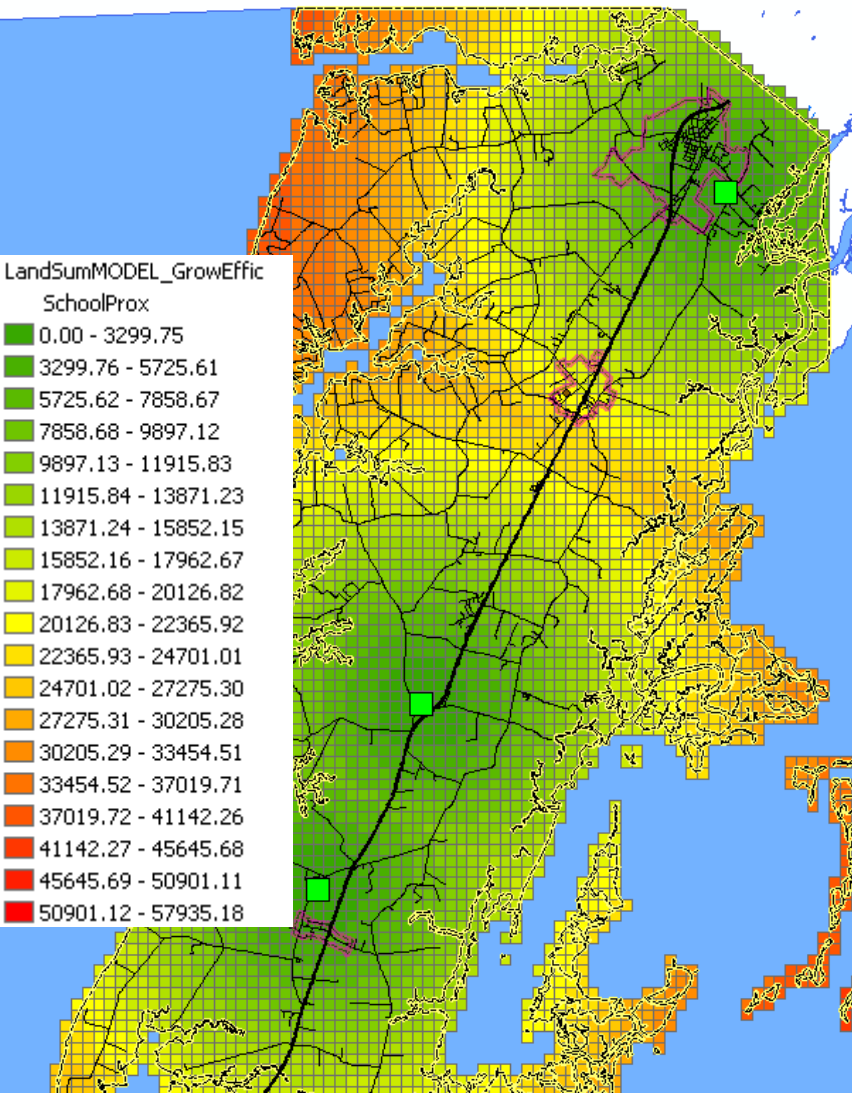 LandSumMODEL_GrowEffic
SchoolProx
0.00 - 3299.75
3299.76 - 5725.61
5725.62 - 7858.67
7858.68 - 9897.12
9897.13 - 11915.83
11915.84 - 13871.23
13871.24 - 15852.15
15852.16 - 17962.67
17962.68 - 20126.82
20126.83 - 22365.92
22365.93 - 24701.01
24701.02 - 27275.30
27275.31 - 30205.28
30205.29 - 33454.51
33454.52 - 37019.71
37019.72 - 41142.26
41142.27 - 45645.68
45645.69 - 50901.11
50901.12 - 57935.18